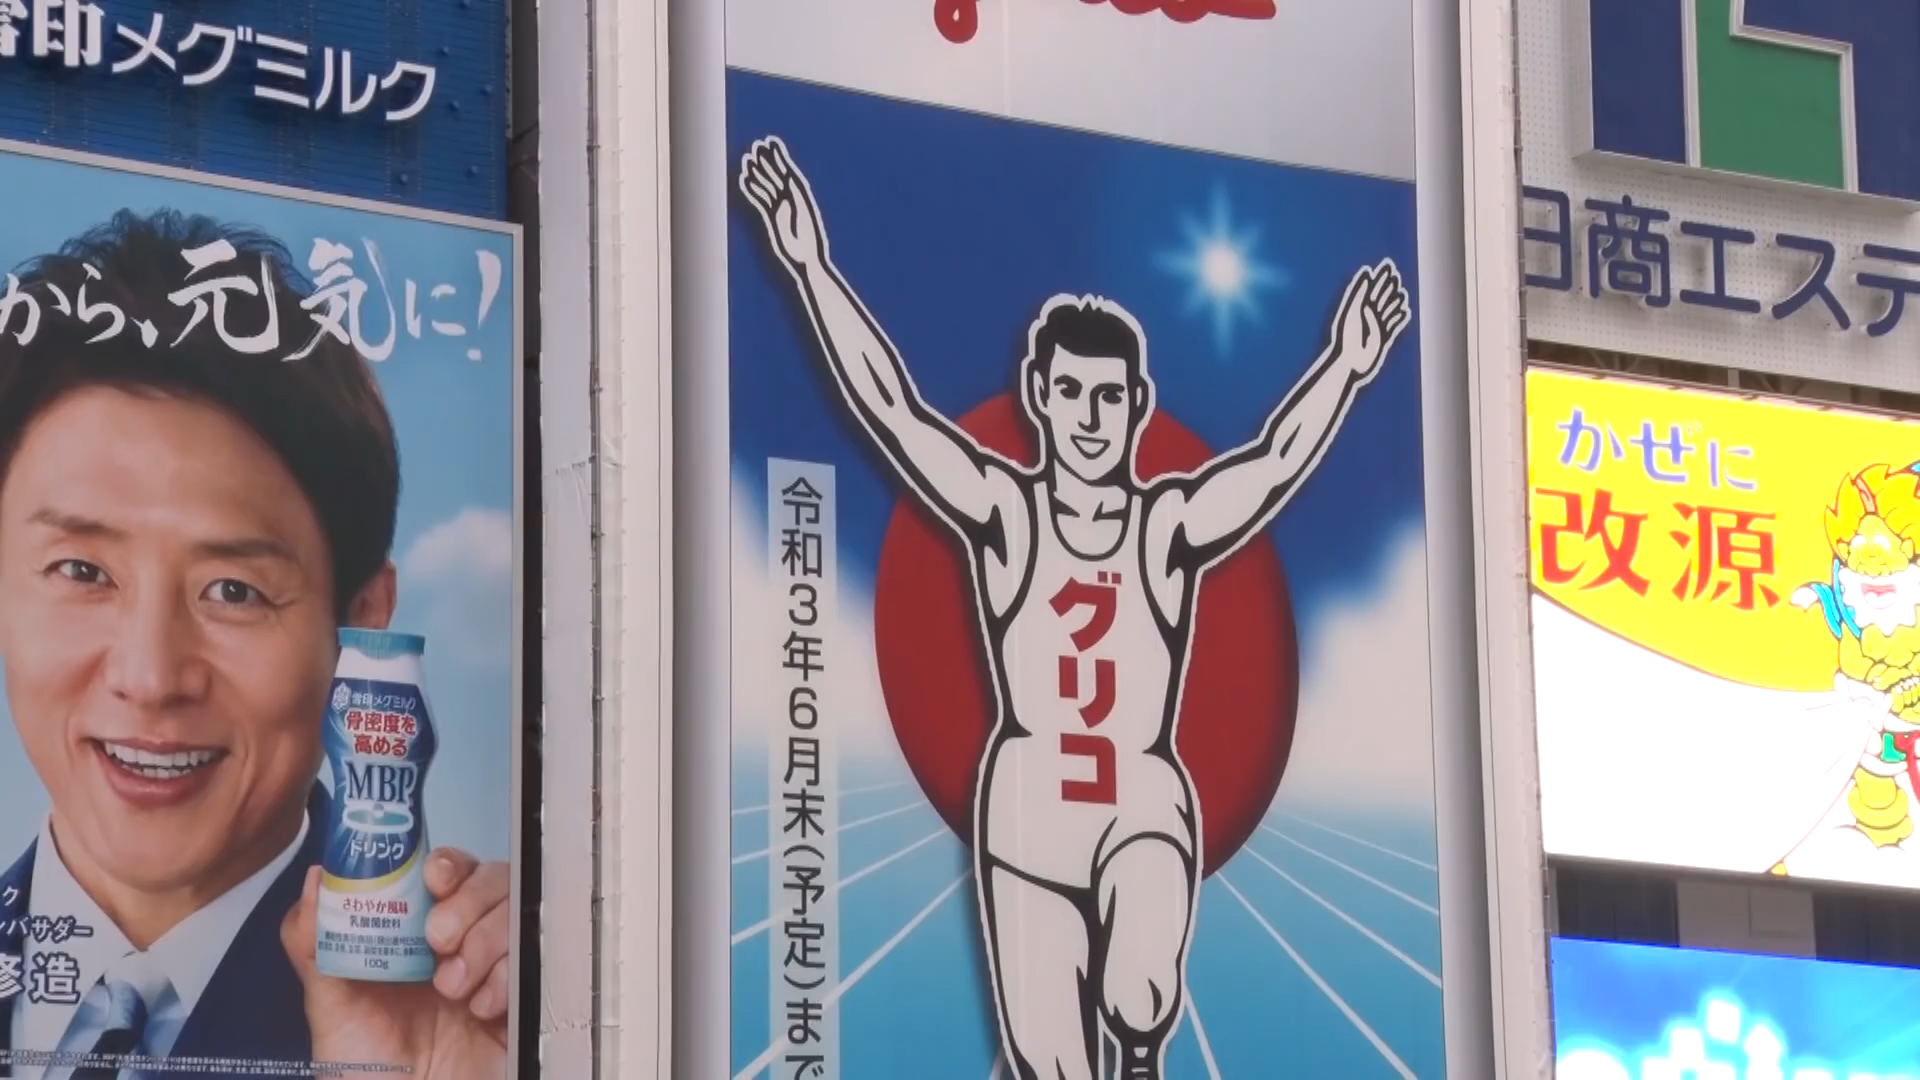 雪印メグミルク
から、元気に!
雪印メグミルク
骨密度を
高める
MBP
ドリンク
さわやか風味
乳酸菌飲料
100g
ク
バサダー
修造
令和3年6月末(予定)まで
グリコ
日商エステ
かぜに
改源